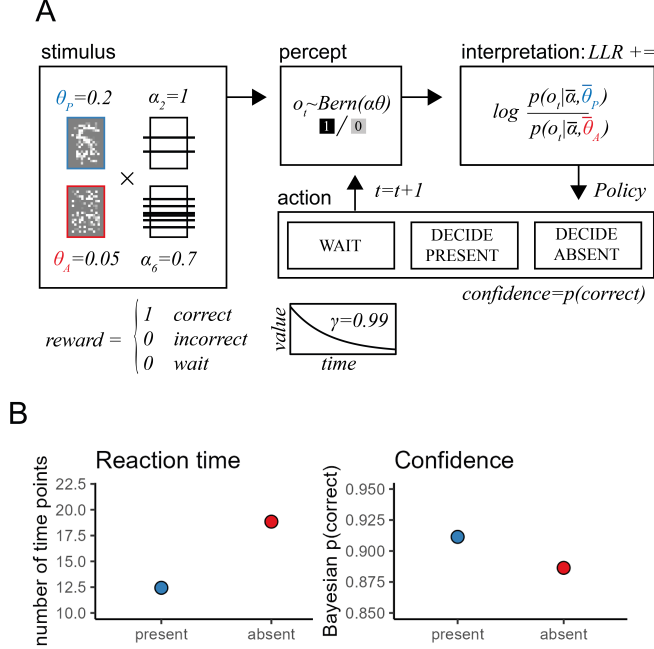 A
stimulus
percept
interpretation: LLR +=
θP=0.2
α2=1
×
θA=0.05
α6=0.7
ot~Bern(αθ)
1 / 0
log p(ot|α̅,θ̅P)
p(ot|α̅,θ̅A)
t=t+1
Policy
action
WAIT
DECIDE PRESENT
DECIDE ABSENT
confidence=p(correct)
reward =
1 correct
0 incorrect
0 wait
value
γ=0.99
time
B
Reaction time
number of time points
22.5
20.0
17.5
15.0
12.5
10.0
present absent
Confidence
Bayesian p(correct)
0.950
0.925
0.900
0.875
0.850
present absent